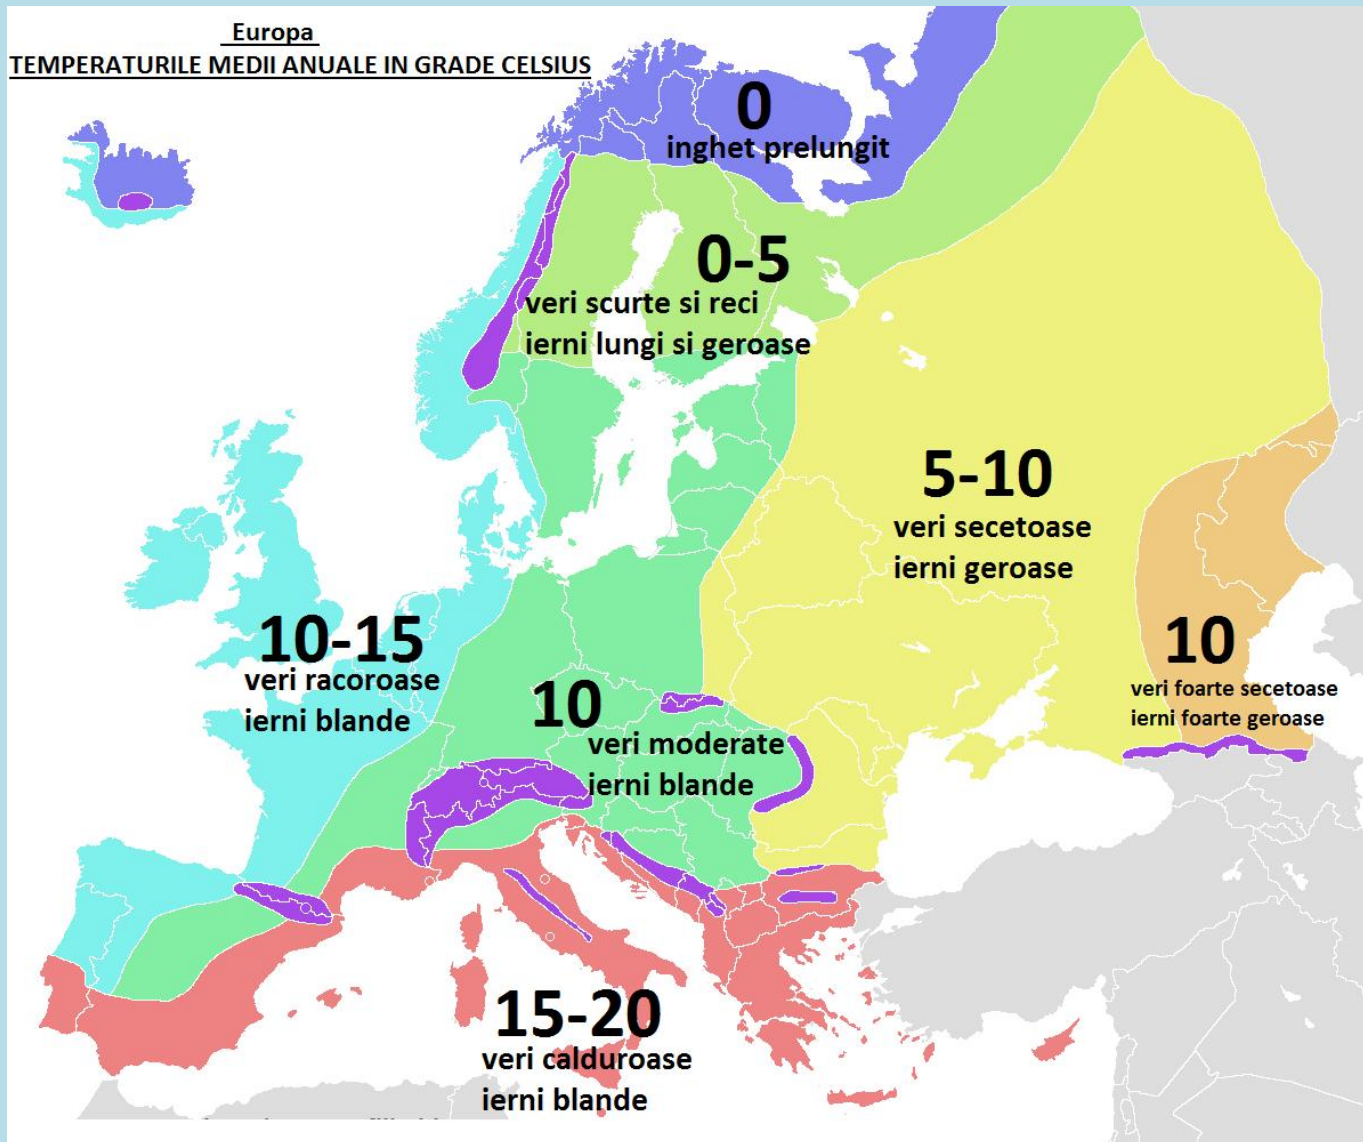 Europa
TEMPERATURILE MEDII ANUALE IN GRADE CELSIUS
0
inghet prelungit
0-5
veri scurte si reci
ierni lungi si geroase
5-10
veri secetoase
ierni geroase
10-15
veri racoroase
ierni blande
10
veri moderate
ierni blande
10
veri foarte secetoase
ierni foarte geroase
15-20
veri calduroase
ierni blande